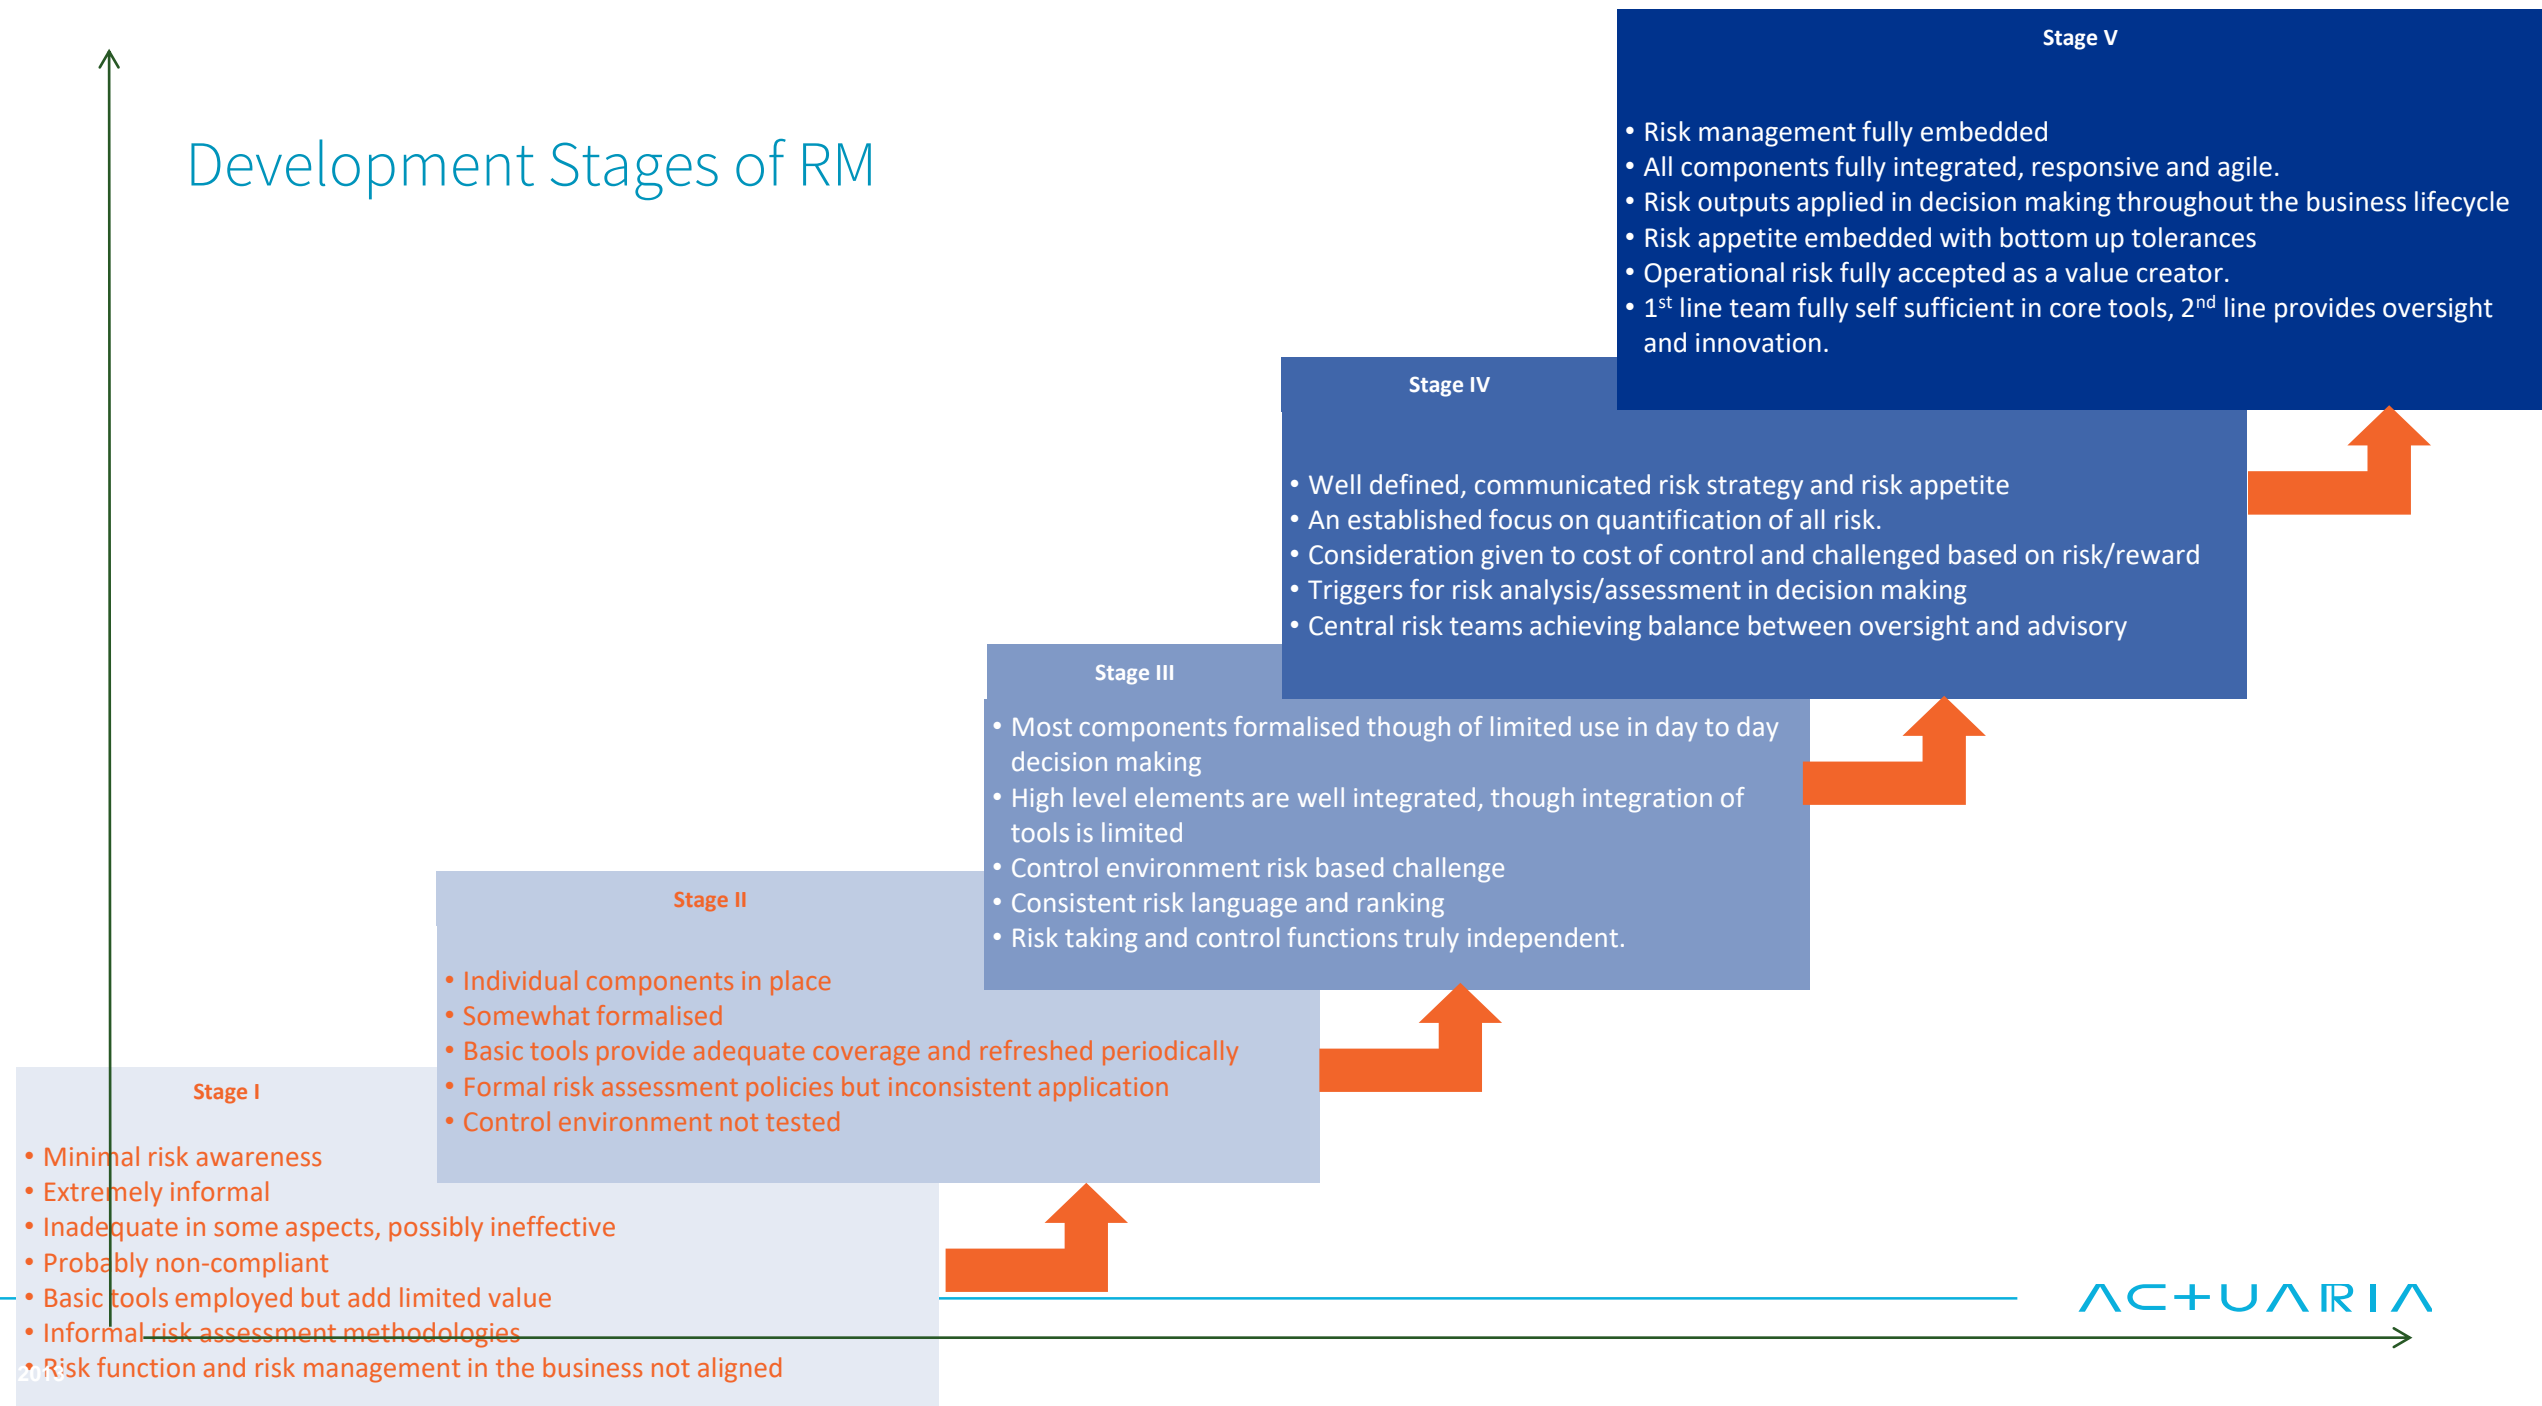 Development Stages of RM
Stage V
• Risk management fully embedded
• All components fully integrated, responsive and agile.
• Risk outputs applied in decision making throughout the business lifecycle
• Risk appetite embedded with bottom up tolerances
• Operational risk fully accepted as a value creator.
• 1st line team fully self sufficient in core tools, 2nd line provides oversight
and innovation.
Stage IV
• Well defined, communicated risk strategy and risk appetite
• An established focus on quantification of all risk.
• Consideration given to cost of control and challenged based on risk/reward
• Triggers for risk analysis/assessment in decision making
• Central risk teams achieving balance between oversight and advisory
Stage III
• Most components formalised though of limited use in day to day
decision making
• High level elements are well integrated, though integration of
tools is limited
• Control environment risk based challenge
• Consistent risk language and ranking
• Risk taking and control functions truly independent.
Stage II
• Individual components in place
• Somewhat formalised
• Basic tools provide adequate coverage and refreshed periodically
• Formal risk assessment policies but inconsistent application
• Control environment not tested
Stage I
• Minimal risk awareness
• Extremely informal
• Inadequate in some aspects, possibly ineffective
• Probably non-compliant
• Basic tools employed but add limited value
• Informal risk assessment methodologies
• Risk function and risk management in the business not aligned
ACTUARIA